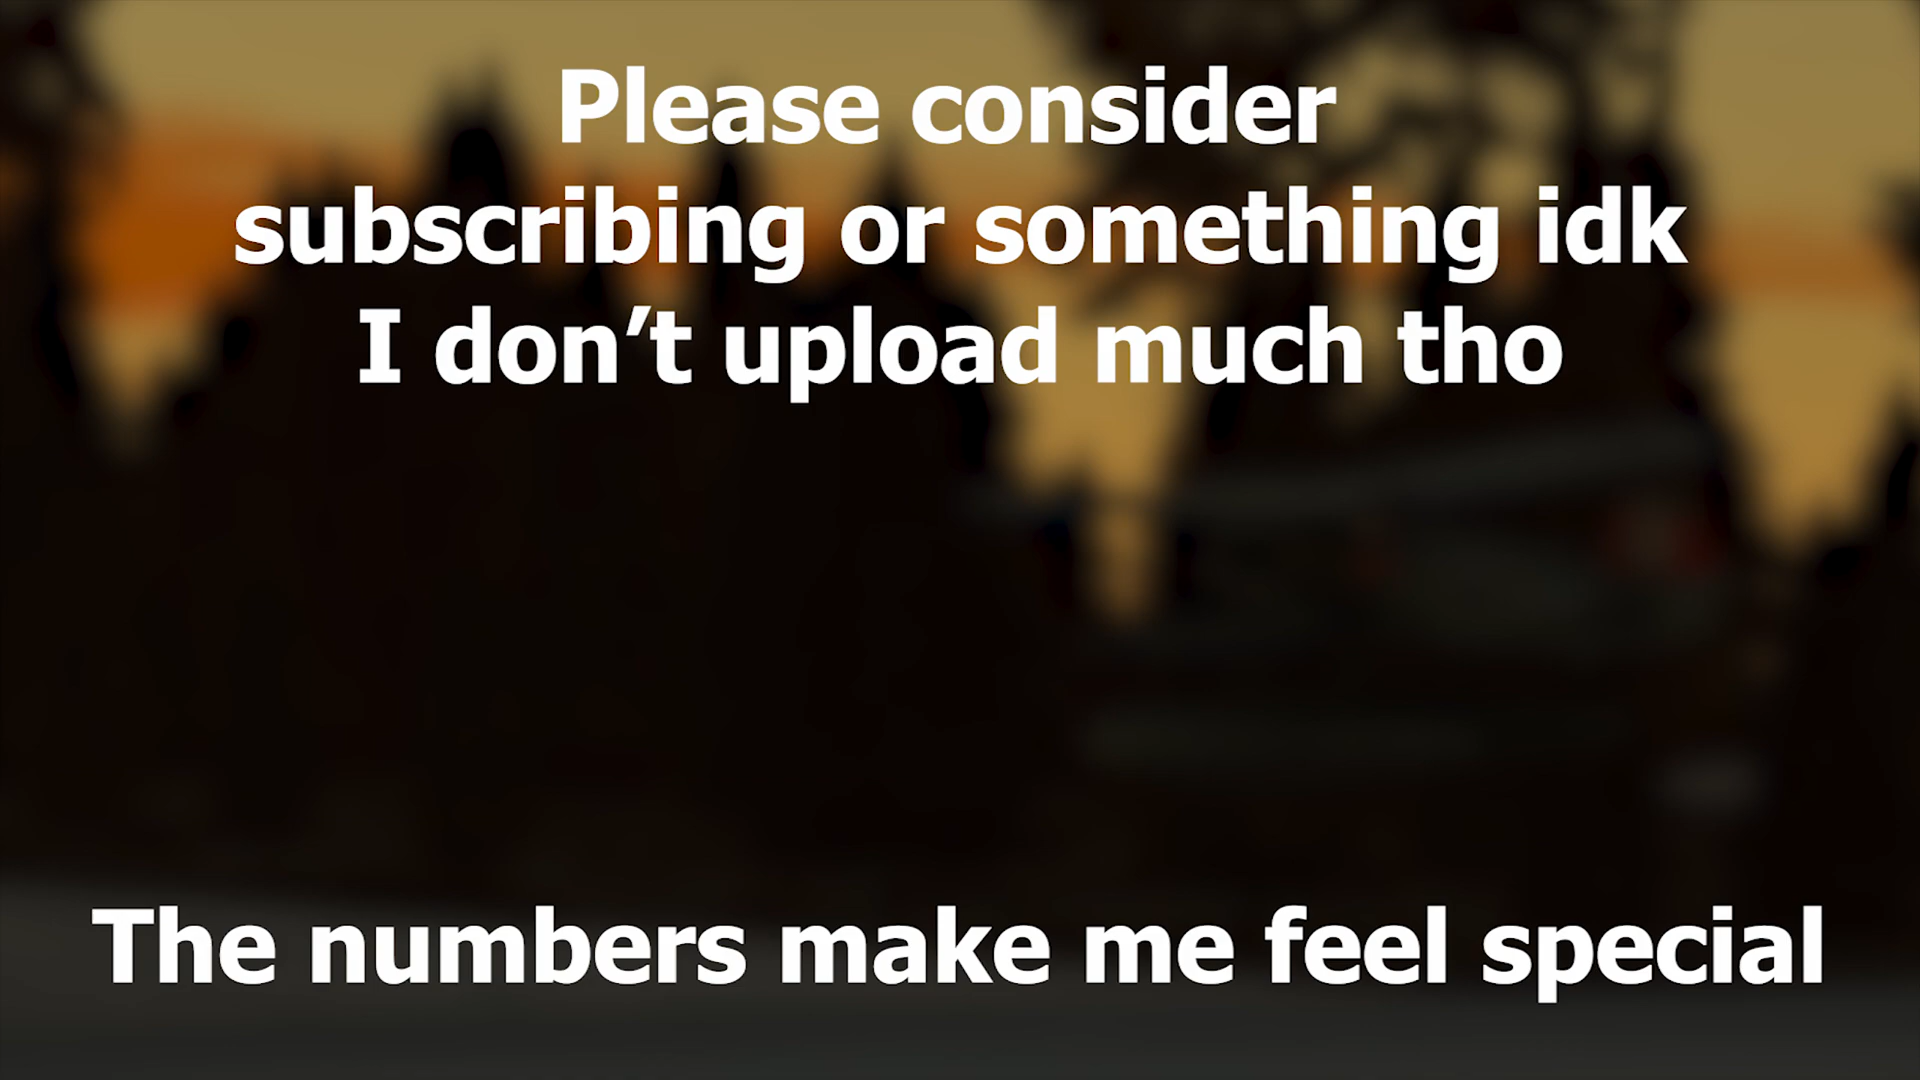 Please consider
subscribing or something idk
I don’t upload much tho
The numbers make me feel special